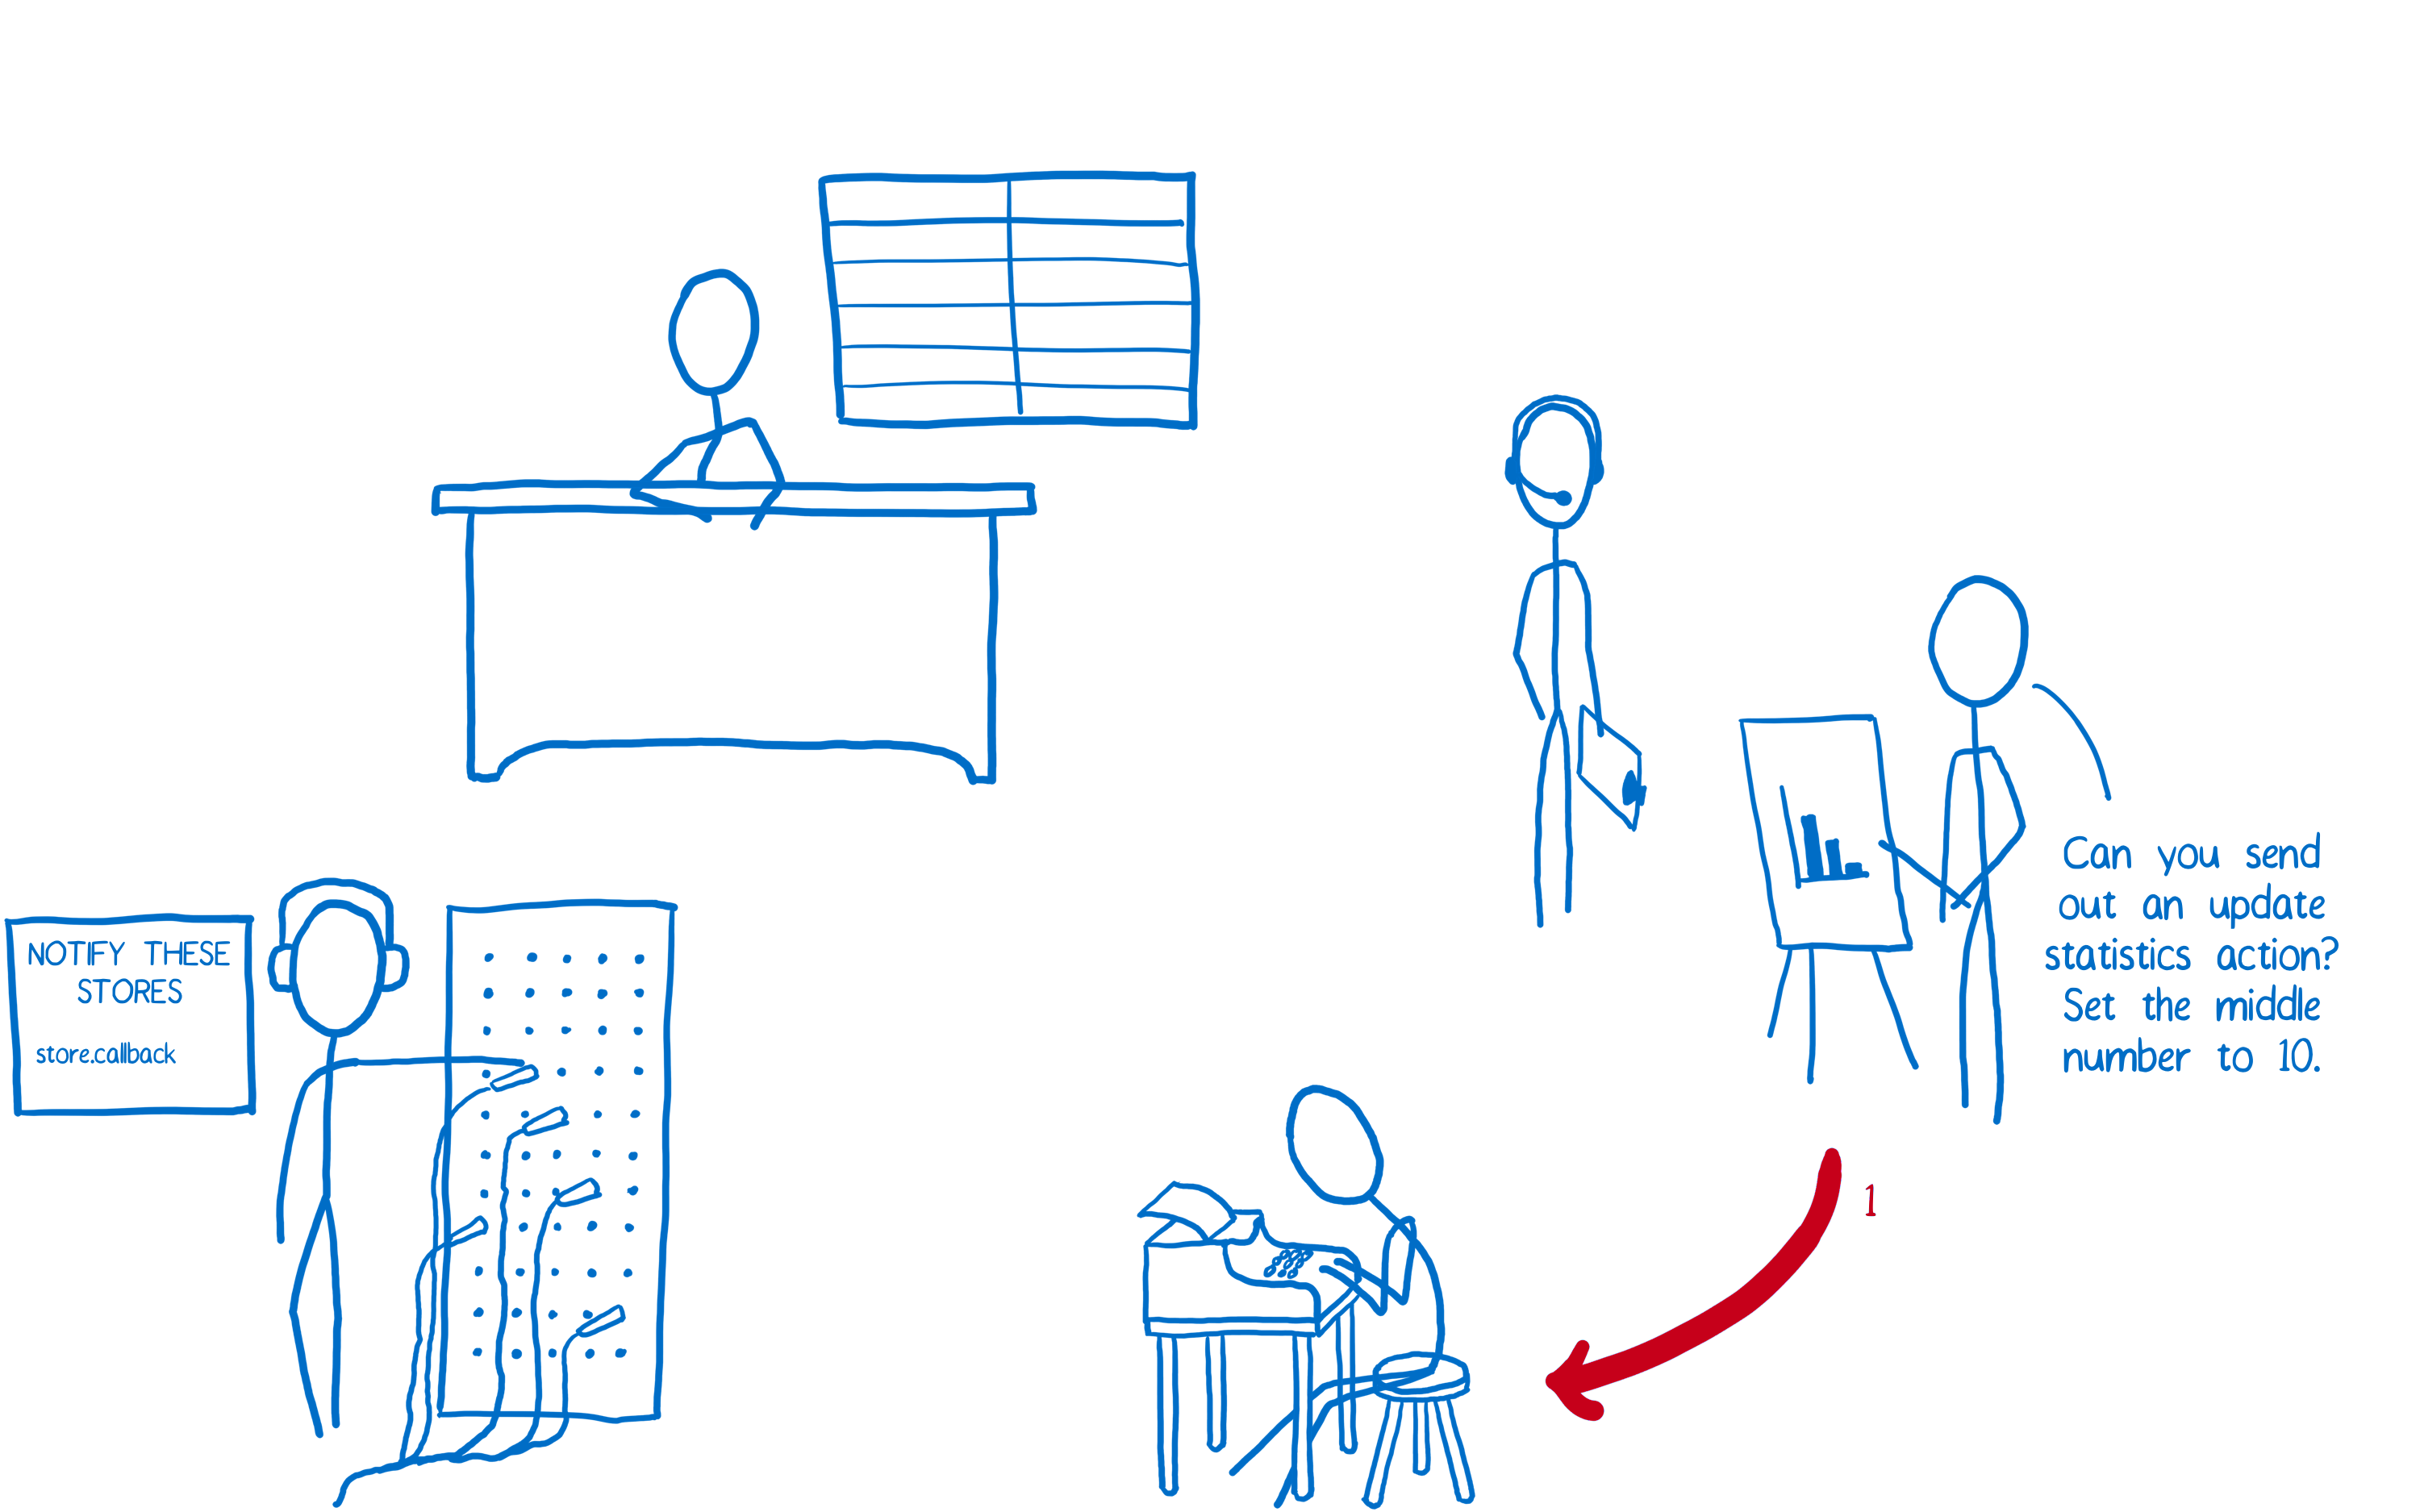 NOTIFY THESE
STORES
store.callback
Can you send
out an update
statistics action?
Set the middle
number to 10.
1